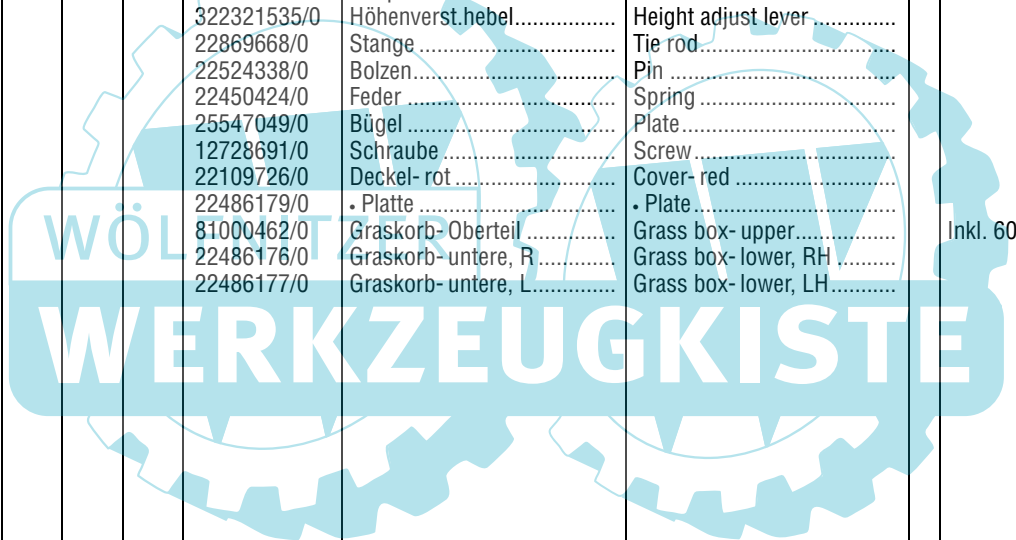 322321535/0 Höhenverst.hebel................. Height adjust lever ..............
22869668/0 Stange ................................. Tie rod.................................
22524338/0 Bolzen.................................. Pin ......................................
22450424/0 Feder ................................... Spring .................................
25547049/0 Bügel ................................... Plate....................................
12728691/0 Schraube ............................. Screw ..................................
22109726/0 Deckel- rot ........................... Cover- red ...........................
22486179/0 • Platte ................................. • Plate..................................
81000462/0 Graskorb- Oberteil ............... Grass box- upper................. Inkl. 60
22486176/0 Graskorb- untere, R ............. Grass box- lower, RH ..........
22486177/0 Graskorb- untere, L.............. Grass box- lower, LH...........
WÖLFNITZER
WERKZEUGKISTE